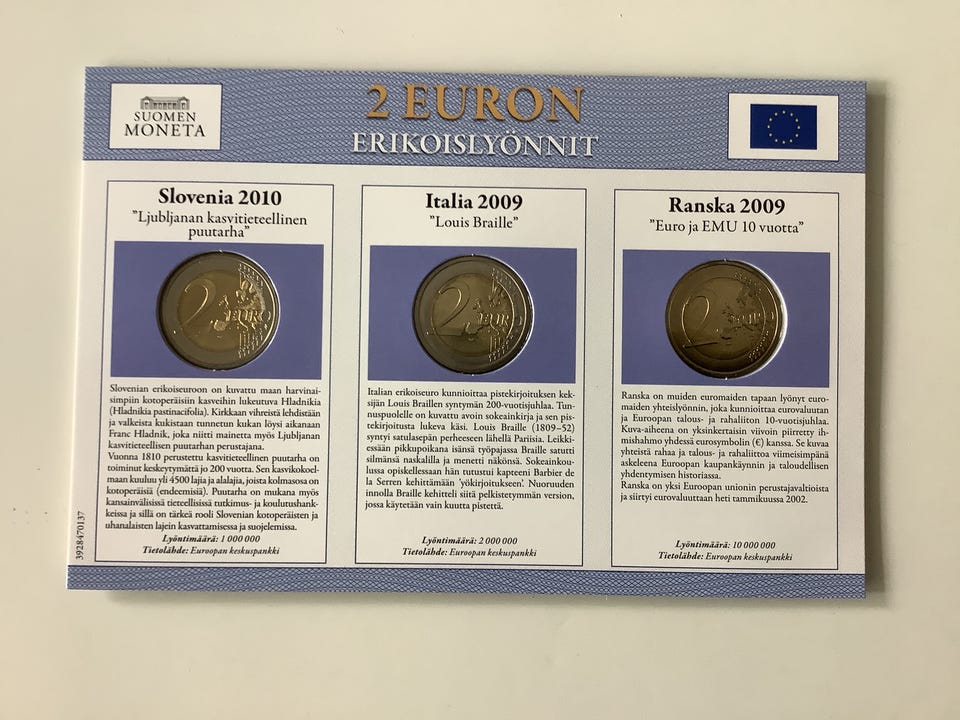 SUOMEN
MONETA
2 EURON
ERIKOISLYÖNNIT
Slovenia 2010
"Ljubljanan kasvitieteellinen
puutarha"
2 EURO
Slovenian erikoiseuroon on kuvattu maan harvinai-
simpiin kotoperäisiin kasveihin lukeutuva Hladnikia
(Hladnikia pastinacifolia). Kirkkaan vihreistä lehdistään
ja valkeista kukistaan tunnetun kukan löysi aikanaan
Franc Hladnik, joka niitti mainetta myös Ljubljanan
kasvitieteellisen puutarhan perustajana.
Vuonna 1810 perustettu kasvitieteellinen puutarha on
toiminut keskeytymättä jo 200 vuotta. Sen kasvikokoel-
maan kuuluu yli 4500 lajia ja alalajia, joista kolmasosa on
kotoperäisiä (endeemisiä). Puutarha on mukana myös
kansainvälisissä tieteellisissä tutkimus- ja koulutushank-
keissa ja sillä on tärkeä rooli Slovenian kotoperäisten ja
uhanalaisten lajein kasvattamisessa ja suojelemissa.
Lyöntimäärä: 1 000 000
Tietolähde: Euroopan keskuspankki
Italia 2009
"Louis Braille"
2 EURO
Italian erikoiseuro kunnioittaa pistekirjoituksen kek-
sijän Louis Braillen syntymän 200-vuotisjuhlaa. Tun-
nuspuolelle on kuvattu avoin sokeainkirja ja sen pis-
tekirjoitusta lukeva käsi. Louis Braille (1809–52)
syntyi satulasepän perheeseen lähellä Pariisia. Leikki-
essään pikkupoikana isänsä työpajassa Braille satutti
silmänsä naskalilla ja menetti näkönsä. Sokeainkou-
lussa opiskellessaan hän tutustui kapteeni Barbier de
la Serren kehittämään 'yökirjoitukseen'. Nuoruuden
innolla Braille kehitteli siitä pelkistetymmän version,
jossa käytetään vain kuutta pistettä.
Lyöntimäärä: 2 000 000
Tietolähde: Euroopan keskuspankki
Ranska 2009
"Euro ja EMU 10 vuotta"
2 EURO
Ranska on muiden euromaiden tapaan lyönyt euro-
maiden yhteislyönnin, joka kunnioittaa eurovaluutan
ja Euroopan talous- ja rahaliiton 10-vuotisjuhlaa.
Kuva-aiheena on yksinkertaisin viivoin piirretty ih-
mishahmo yhdessä eurosymbolin (€) kanssa. Se kuvaa
yhteistä rahaa ja talous- ja rahaliittoa viimeisimpänä
askeleena Euroopan kaupankäynnin ja taloudellisen
yhdentymisen historiassa.
Ranska on yksi Euroopan unionin perustajavaltioista
ja siirtyi eurovaluuttaan heti tammikuussa 2002.
Lyöntimäärä: 10 000 000
Tietolähde: Euroopan keskuspankki
3928470137